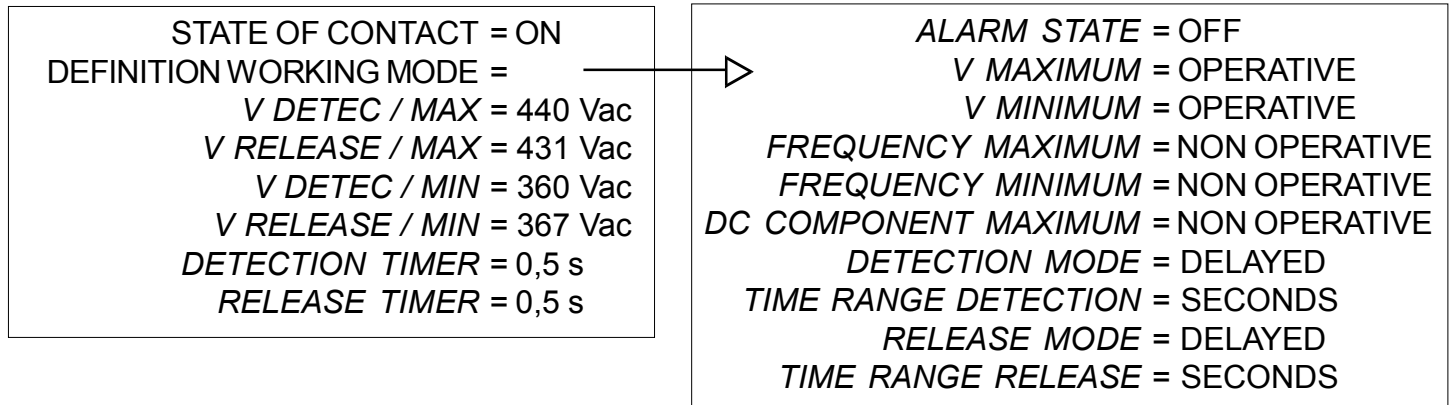 STATE OF CONTACT = ON
DEFINITION WORKING MODE =
V DETEC / MAX = 440 Vac
V RELEASE / MAX = 431 Vac
V DETEC / MIN = 360 Vac
V RELEASE / MIN = 367 Vac
DETECTION TIMER = 0,5 s
RELEASE TIMER = 0,5 s
ALARM STATE = OFF
V MAXIMUM = OPERATIVE
V MINIMUM = OPERATIVE
FREQUENCY MAXIMUM = NON OPERATIVE
FREQUENCY MINIMUM = NON OPERATIVE
DC COMPONENT MAXIMUM = NON OPERATIVE
DETECTION MODE = DELAYED
TIME RANGE DETECTION = SECONDS
RELEASE MODE = DELAYED
TIME RANGE RELEASE = SECONDS